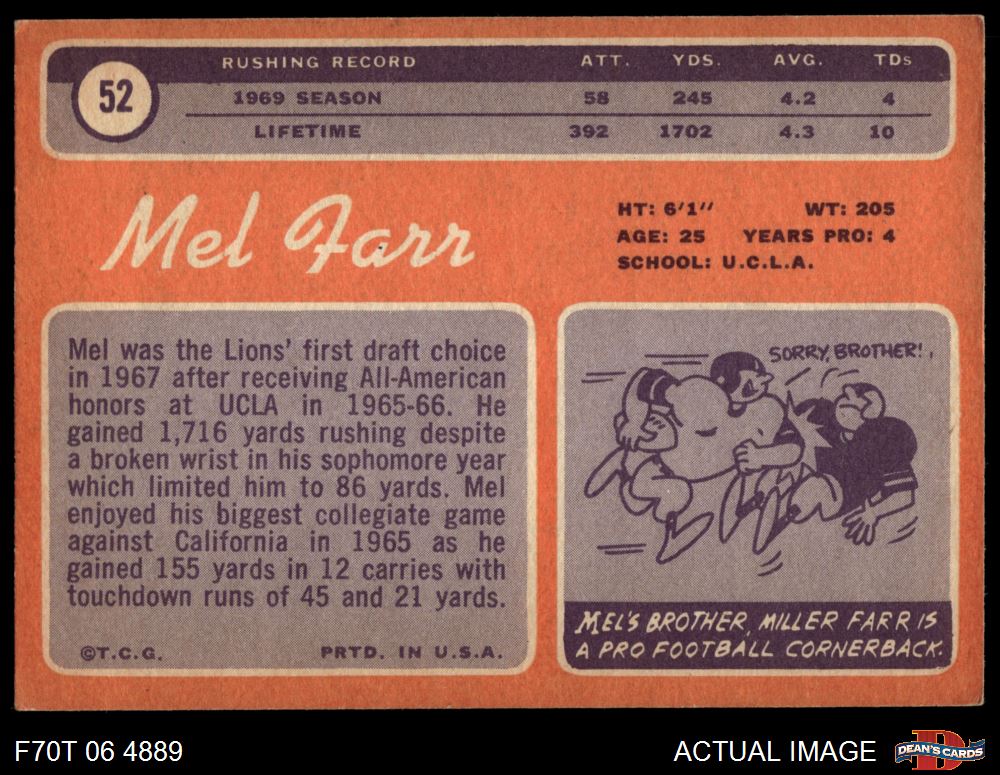 52
RUSHING RECORD ATT. YDS. AVG. TDs
1969 SEASON 58 245 4.2 4
LIFETIME 392 1702 4.3 10
Mel Farr
HT: 6'1" WT: 205
AGE: 25 YEARS PRO: 4
SCHOOL: U.C.L.A.
Mel was the Lions' first draft choice
in 1967 after receiving All-American
honors at UCLA in 1965-66. He
gained 1,716 yards rushing despite
a broken wrist in his sophomore year
which limited him to 86 yards. Mel
enjoyed his biggest collegiate game
against California in 1965 as he
gained 155 yards in 12 carries with
touchdown runs of 45 and 21 yards.
©T.C.G. PRTD. IN U.S.A.
SORRY, BROTHER!
MEL'S BROTHER, MILLER FARR IS
A PRO FOOTBALL CORNERBACK.
F70T 06 4889
ACTUAL IMAGE
D
DEAN'S CARDS